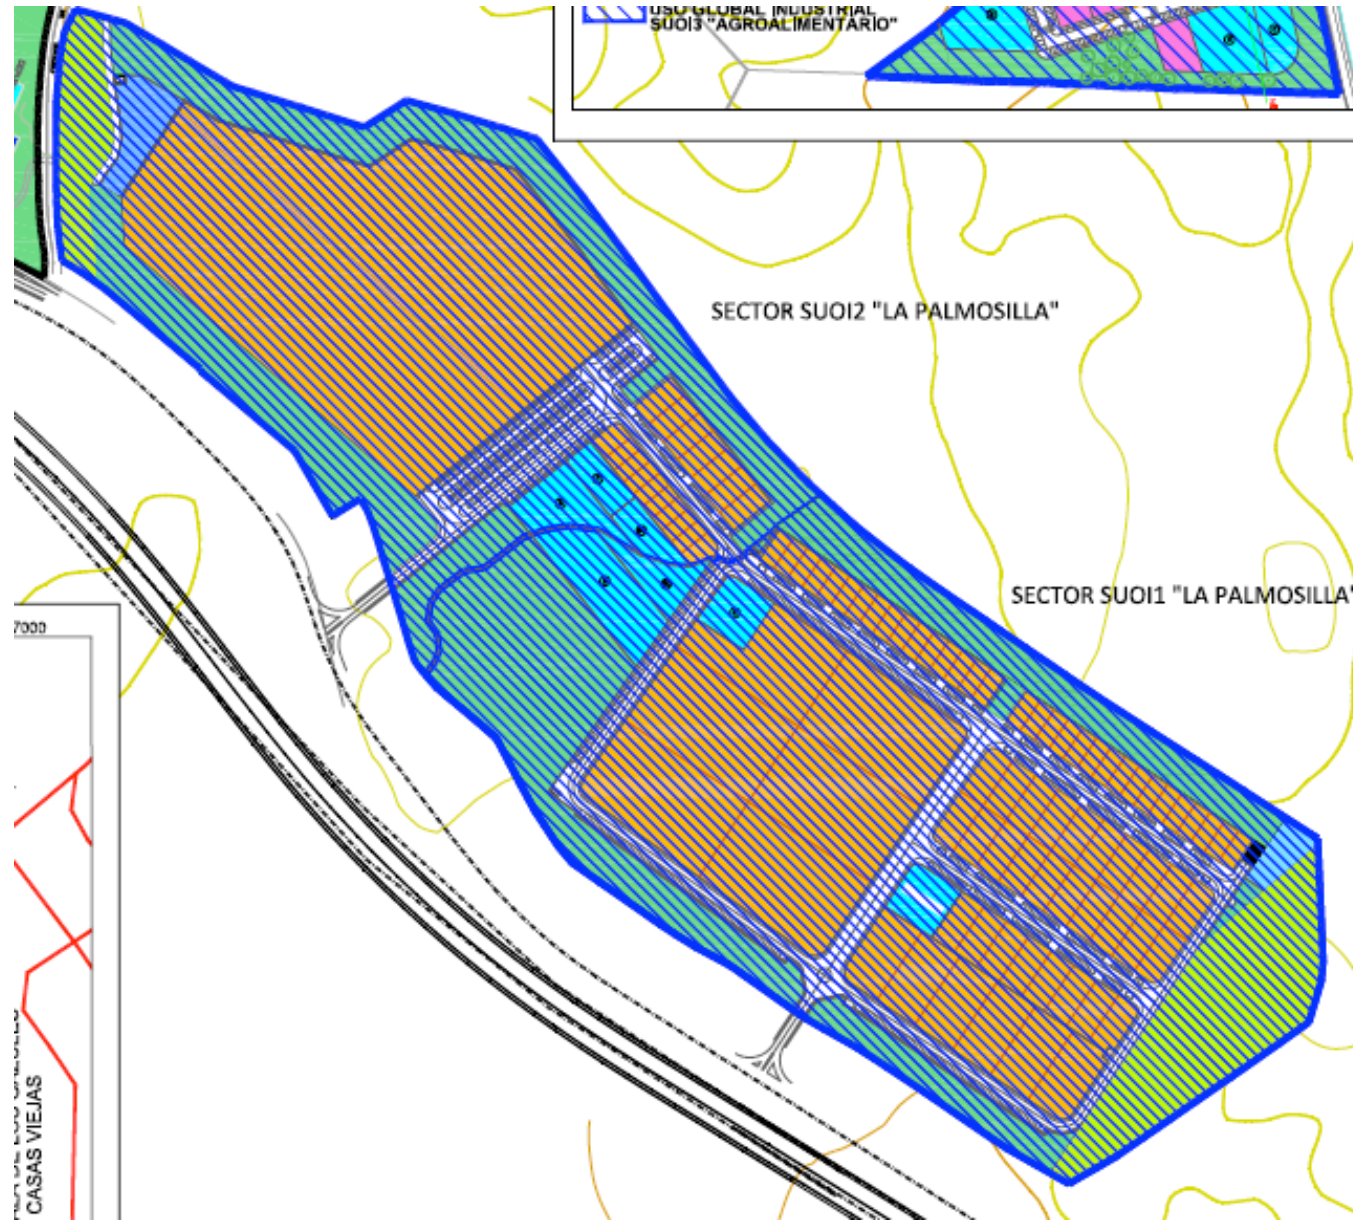 USO GLOBAL INDUSTRIAL
SUOI3 "AGROALIMENTARIO"
SECTOR SUOI2 "LA PALMOSILLA"
SECTOR SUOI1 "LA PALMOSILLA"
7000
CASAS VIEJAS